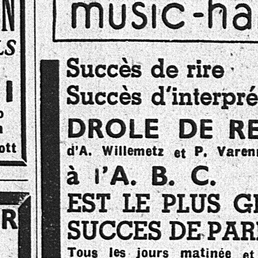 music-ha
Succès de rire
Succès d'interpré
DROLE DE RE
d'A. Willemetz et P. Varen
à l'A. B. C.
EST LE PLUS G
SUCCES DE PAR
Tous les jours matinée et
N
LS
I
ott
R